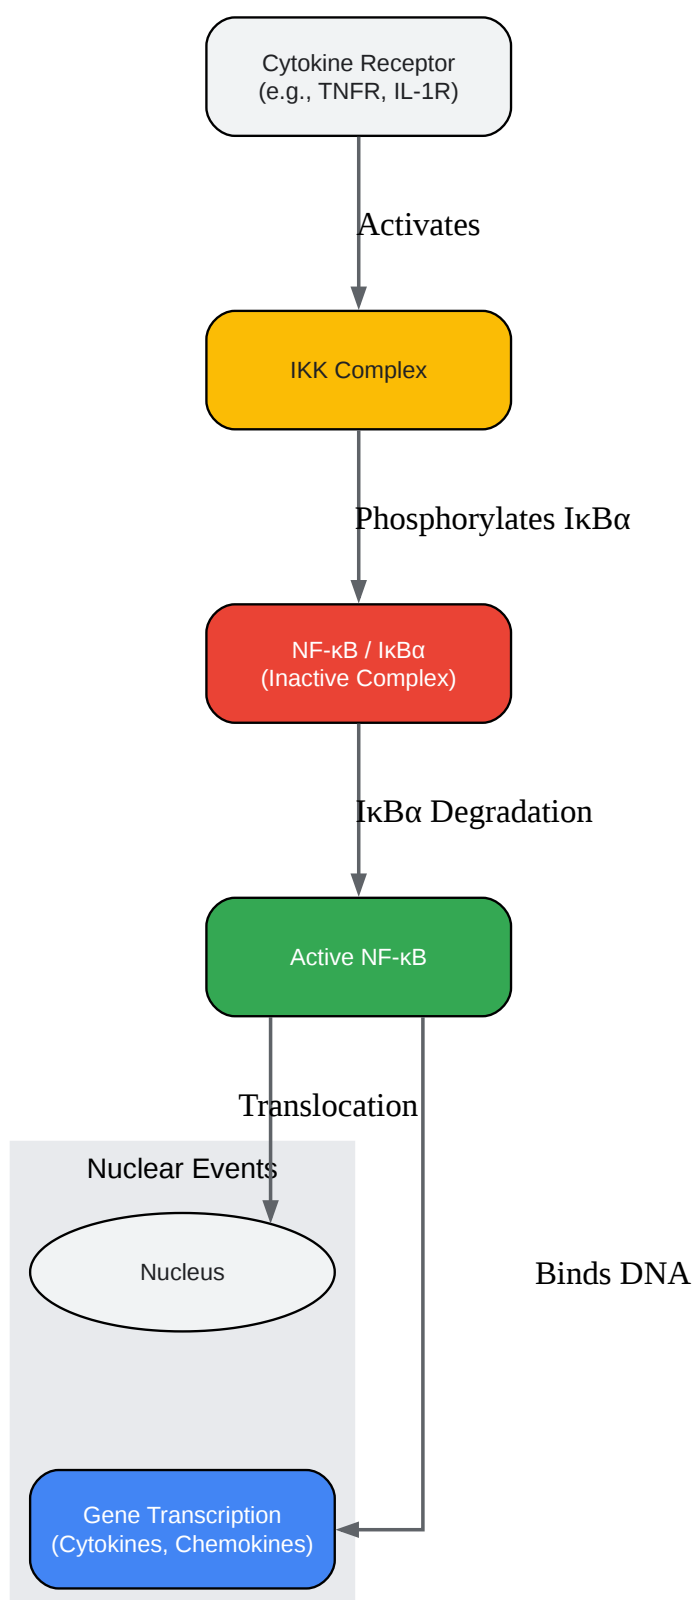 Cytokine Receptor
(e.g., TNFR, IL-1R)
Activates
IKK Complex
Phosphorylates IκBα
NF-κB / IκBα
(Inactive Complex)
IκBα Degradation
Active NF-κB
Translocation
Nuclear Events
Nucleus
Binds DNA
Gene Transcription
(Cytokines, Chemokines)